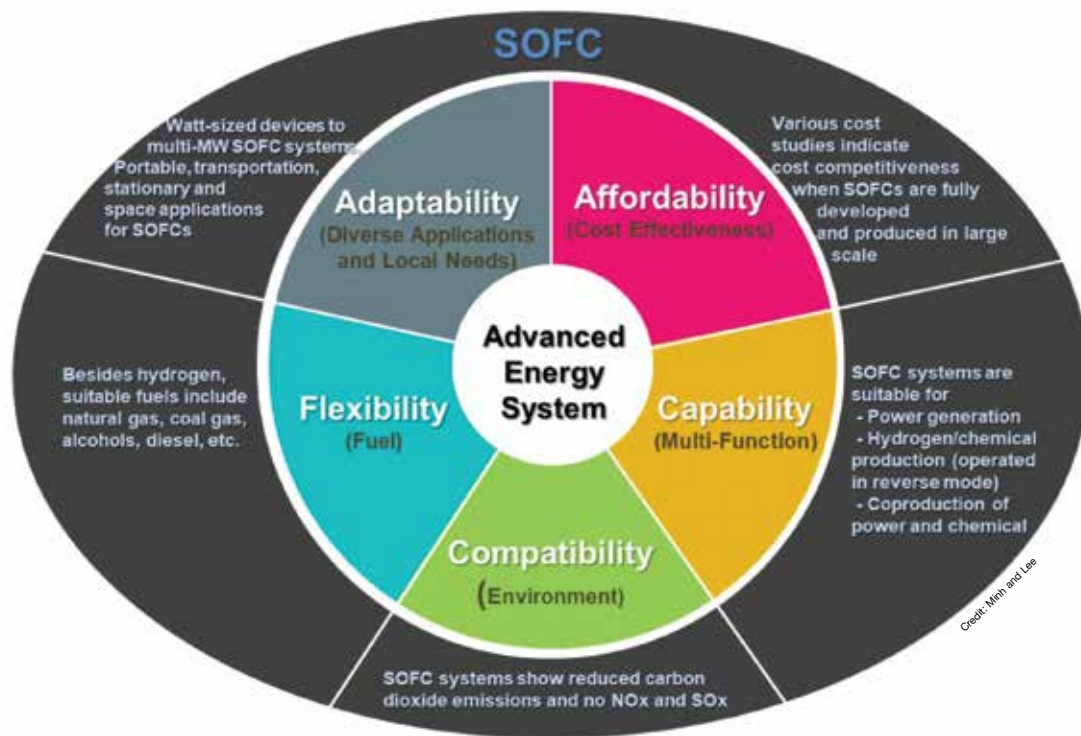 SOFC
Watt-sized devices to
multi-MW SOFC systems,
Portable, transportation,
stationary and
space applications
for SOFCs
Adaptability
(Diverse Applications
and Local Needs)
Affordability
(Cost Effectiveness)
Various cost
studies indicate
cost competitiveness
when SOFCs are fully
developed
and produced in large
scale
Advanced
Energy
System
Besides hydrogen,
suitable fuels include
natural gas, coal gas,
alcohols, diesel, etc.
Flexibility
(Fuel)
Capability
(Multi-Function)
SOFC systems are
suitable for
- Power generation
- Hydrogen/chemical
production (operated
in reverse mode)
- Coproduction of
power and chemical
Compatibility
(Environment)
SOFC systems show reduced carbon
dioxide emissions and no NOx and SOx
Credit: Minh and Lee